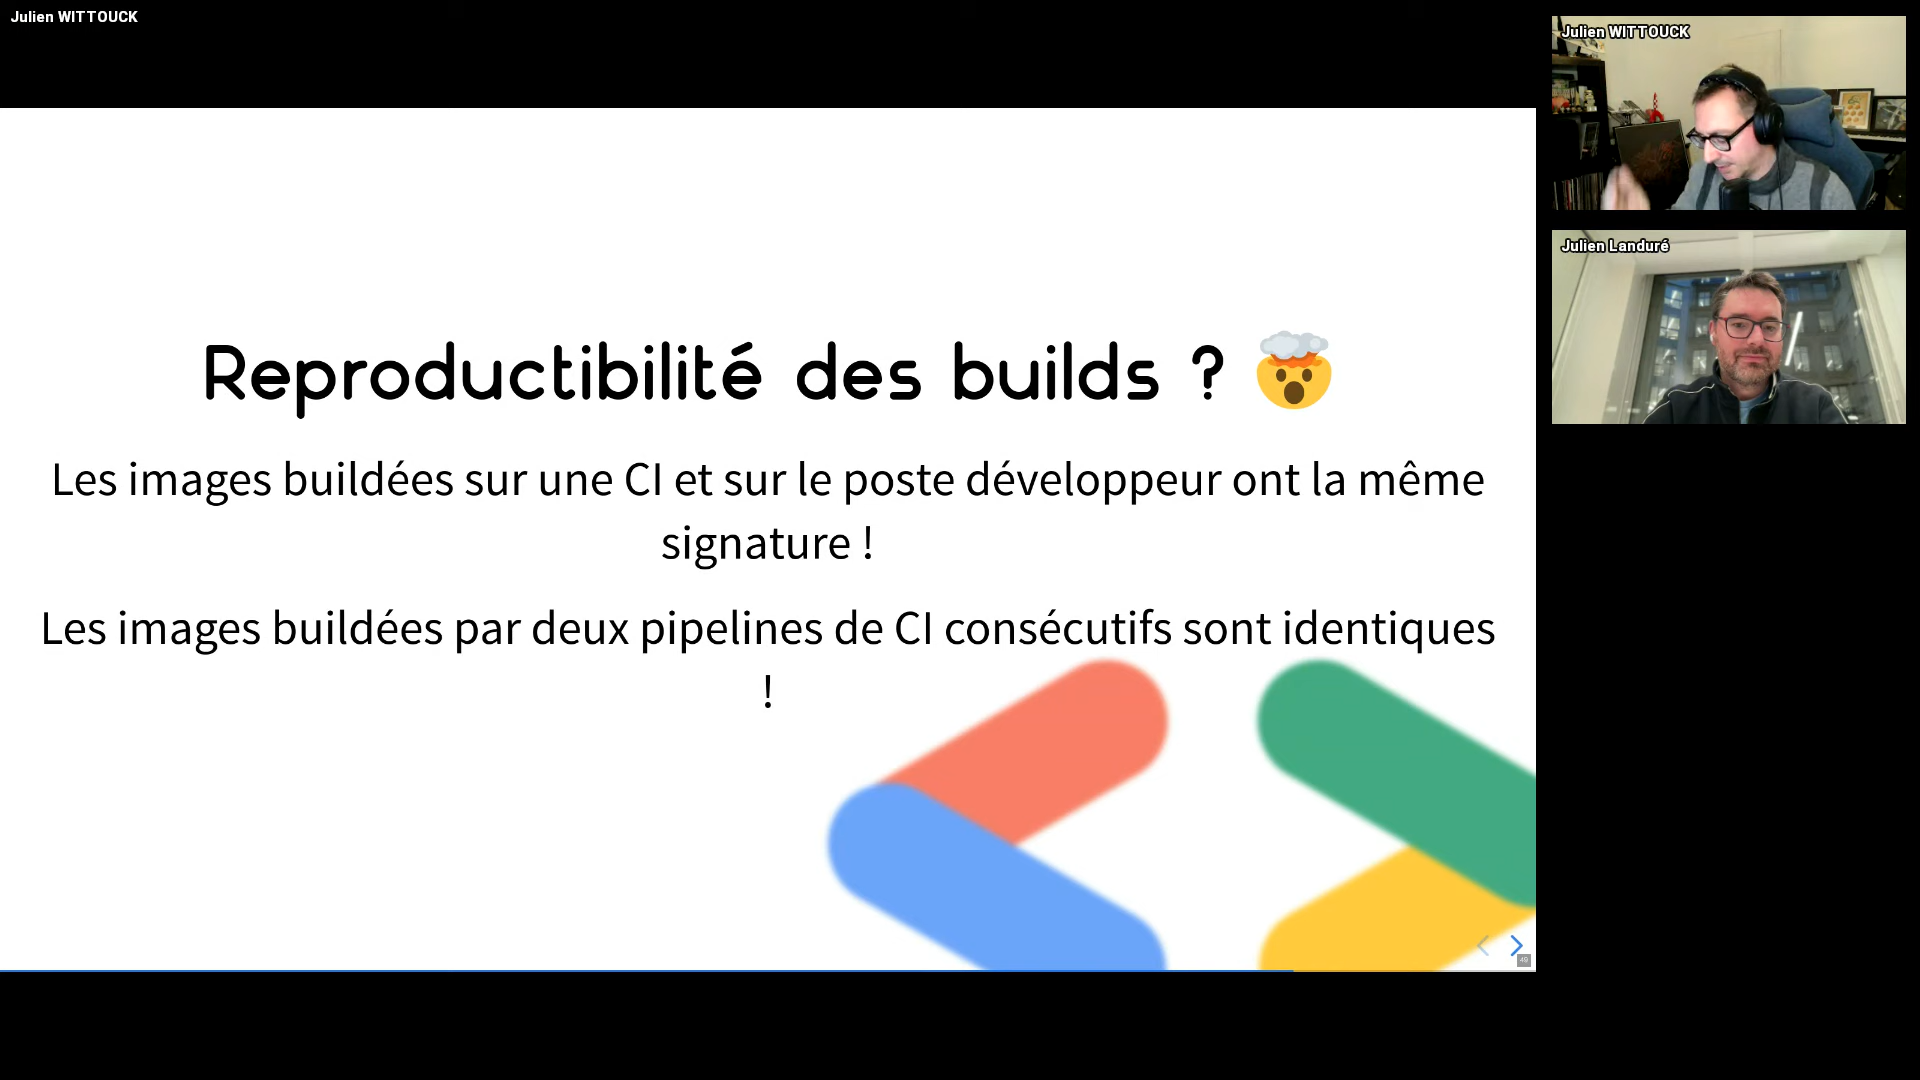 Julien WITTOUCK
Reproductibilité des builds ? 🤯
Les images buildées sur une CI et sur le poste développeur ont la même
signature !
Les images buildées par deux pipelines de CI consécutifs sont identiques
!
Julien WITTOUCK
Julien Landuré